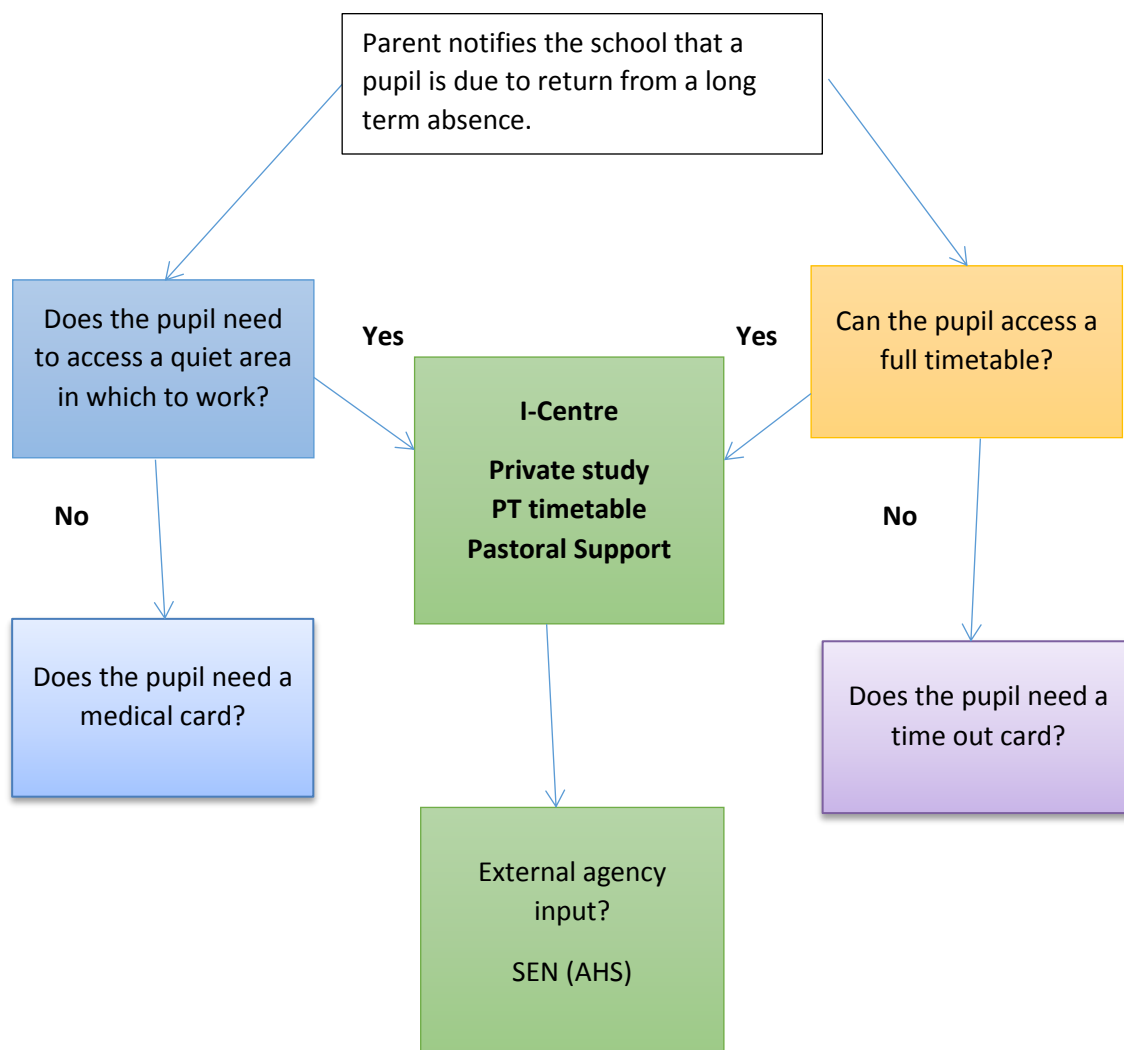 Parent notifies the school that a
pupil is due to return from a long
term absence.
Does the pupil need
to access a quiet area
in which to work?
Yes
Yes
Can the pupil access a
full timetable?
I-Centre
Private study
PT timetable
Pastoral Support
No
No
Does the pupil need a
medical card?
Does the pupil need a
time out card?
External agency
input?
SEN (AHS)